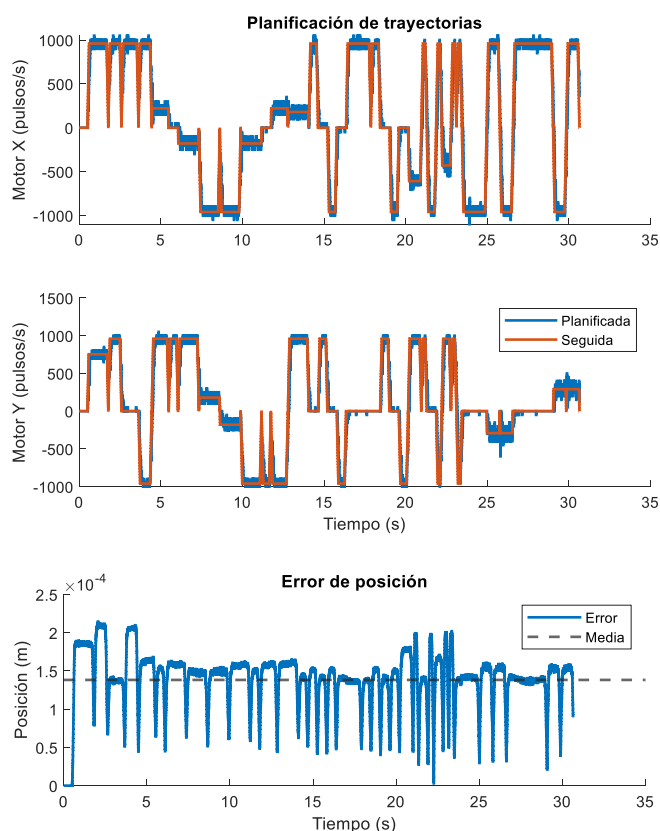 Planificación de trayectorias
Motor X (pulsos/s)
1000
500
0
-500
-1000
0 5 10 15 20 25 30 35
Motor Y (pulsos/s)
1500
1000
500
0
-500
-1000
Planificada
Seguida
0 5 10 15 20 25 30 35
Tiempo (s)
Error de posición
×10⁻⁴
Posición (m)
2.5
2
1.5
1
0.5
0
Error
Media
0 5 10 15 20 25 30 35
Tiempo (s)